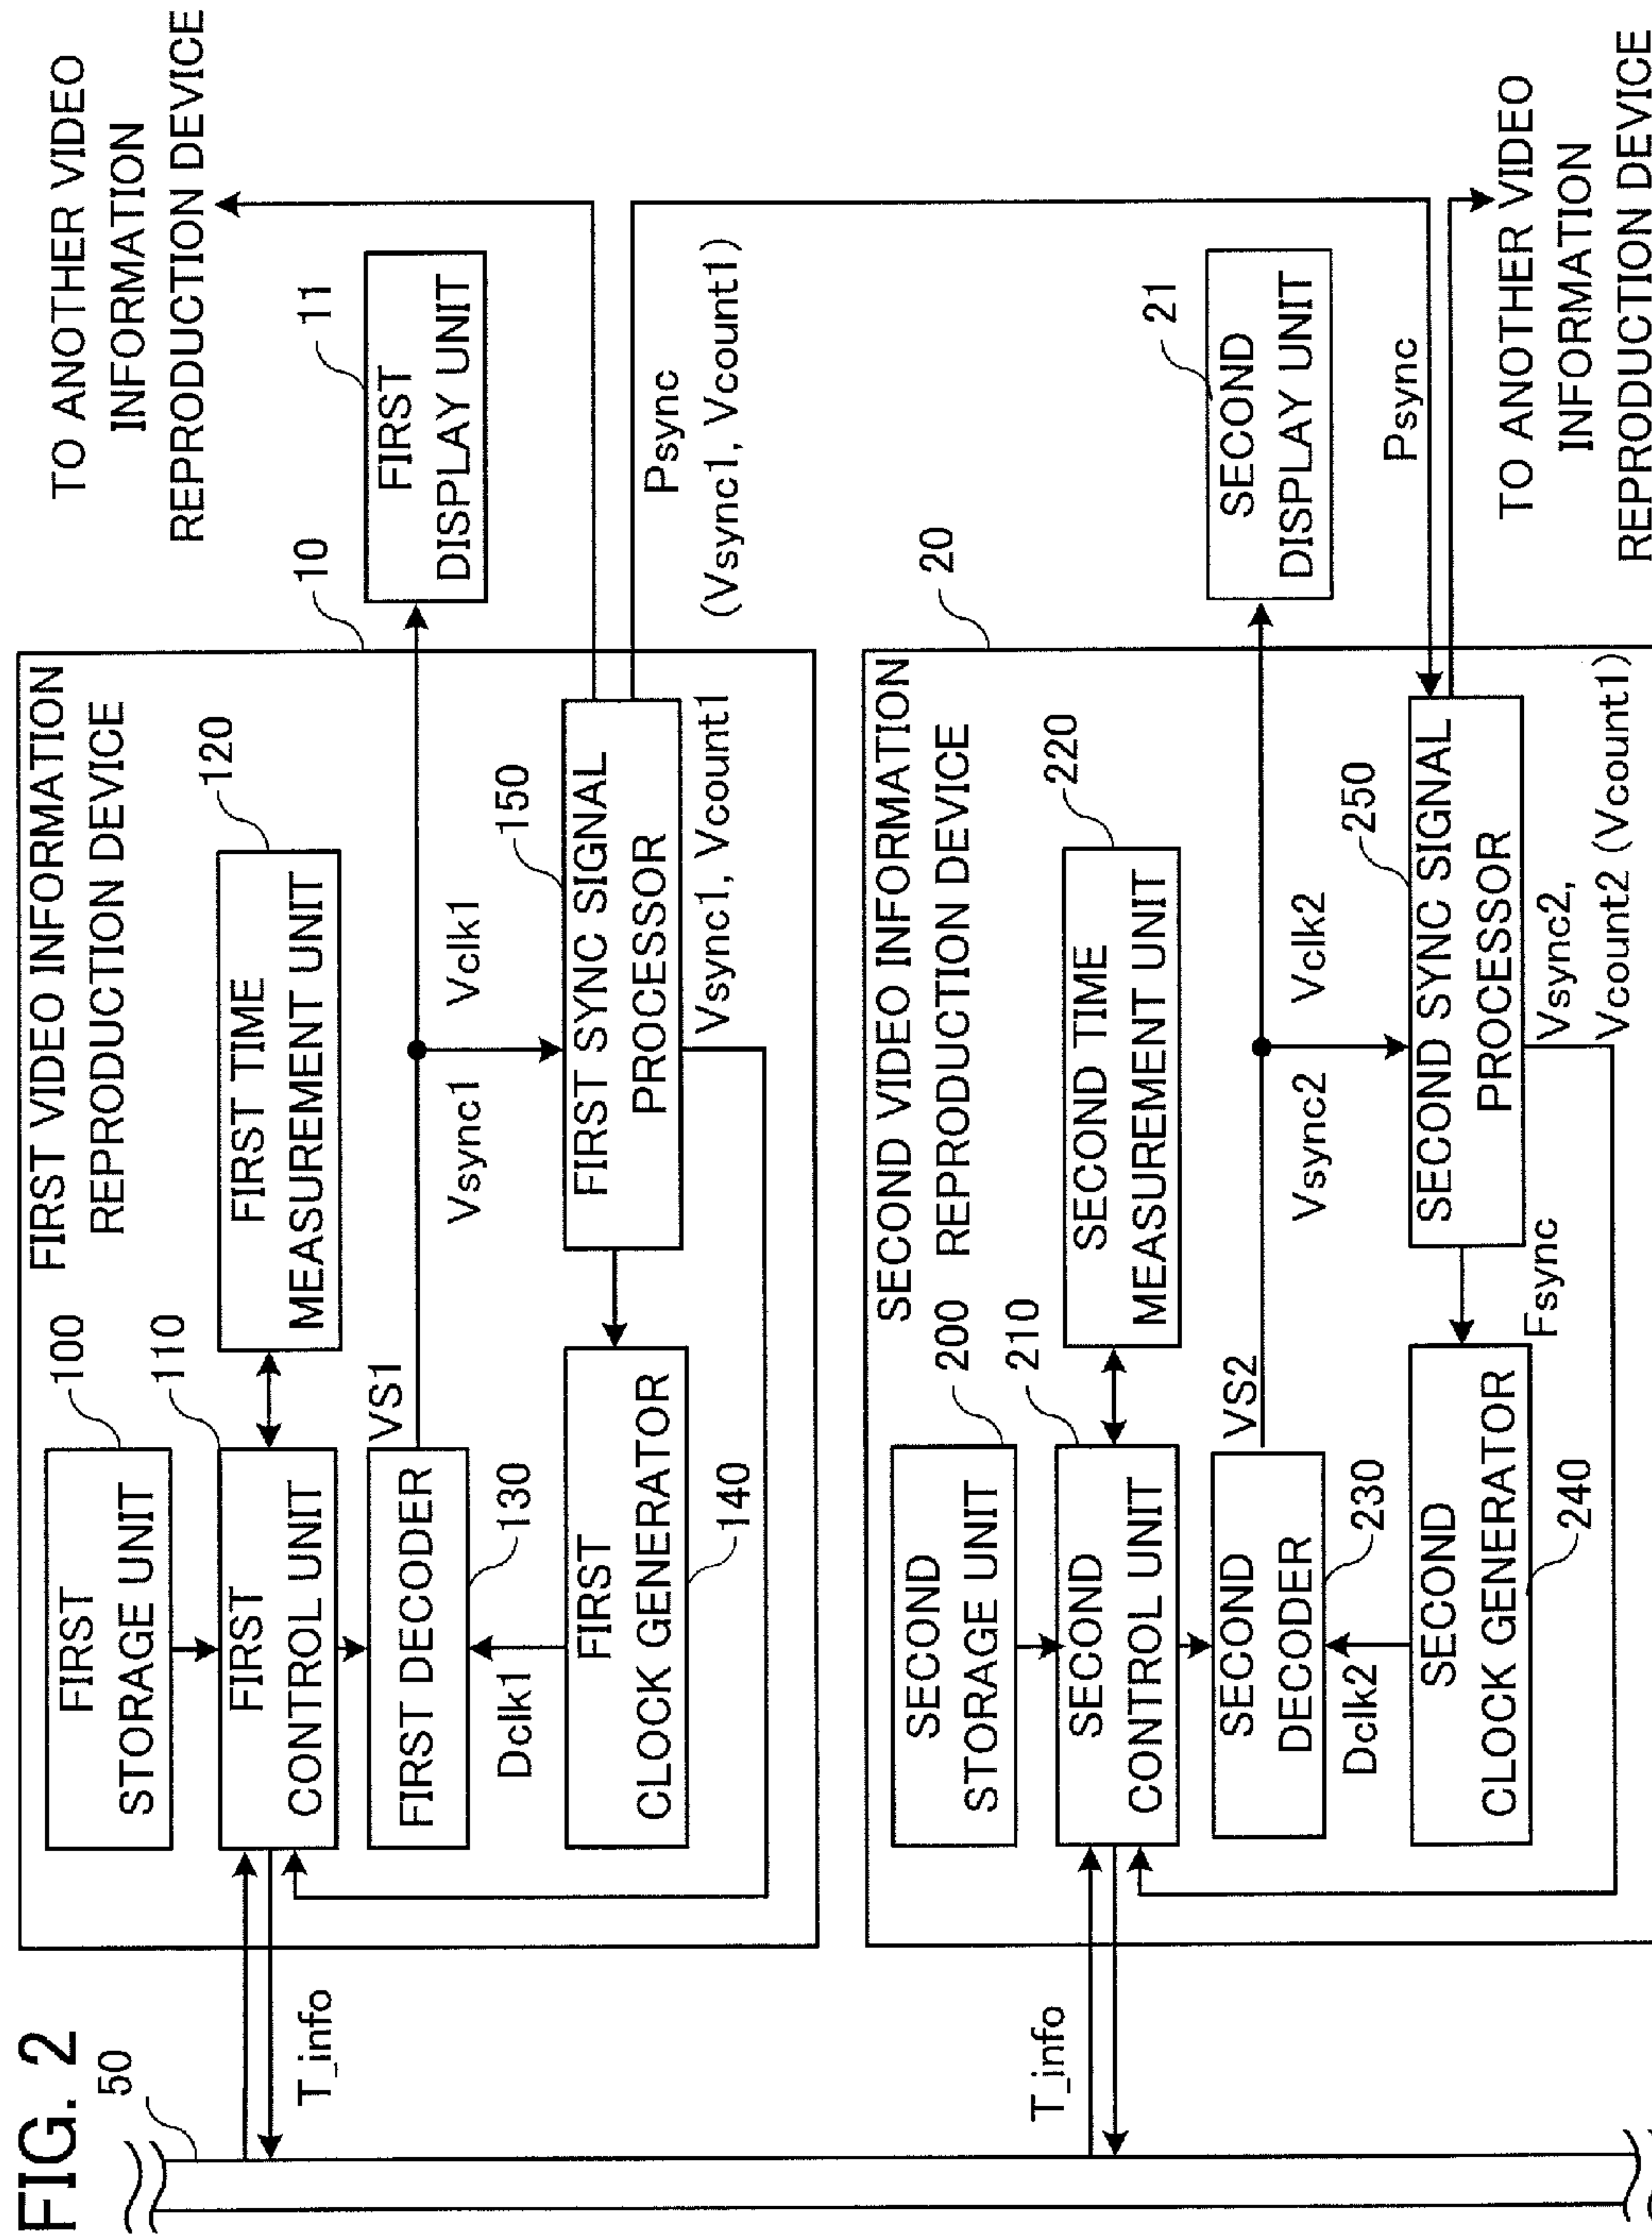 FIG. 2
50
T_info
T_info
FIRST VIDEO INFORMATION
REPRODUCTION DEVICE
10
FIRST
STORAGE UNIT
100
FIRST
CONTROL UNIT
110
FIRST TIME
MEASUREMENT UNIT
120
FIRST DECODER
130
VS1
Vsync1
Vclk1
Dclk1
FIRST
CLOCK GENERATOR
140
FIRST SYNC SIGNAL
PROCESSOR
150
Vsync1, Vcount1
FIRST
DISPLAY UNIT
11
TO ANOTHER VIDEO
INFORMATION
REPRODUCTION DEVICE
Psync
(Vsync1, Vcount1)
SECOND VIDEO INFORMATION
REPRODUCTION DEVICE
20
SECOND
STORAGE UNIT
200
SECOND
CONTROL UNIT
210
SECOND TIME
MEASUREMENT UNIT
220
SECOND
DECODER
230
VS2
Vsync2
Vclk2
Dclk2
SECOND
CLOCK GENERATOR
240
Fsync
SECOND SYNC SIGNAL
PROCESSOR
250
Vsync2,
Vcount2 (Vcount1)
SECOND
DISPLAY UNIT
21
Psync
TO ANOTHER VIDEO
INFORMATION
REPRODUCTION DEVICE